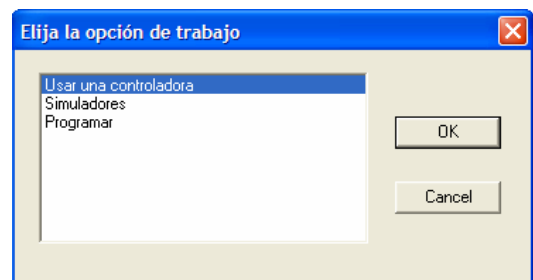 Elija la opción de trabajo
Usar una controladora
Simuladores
Programar
OK
Cancel